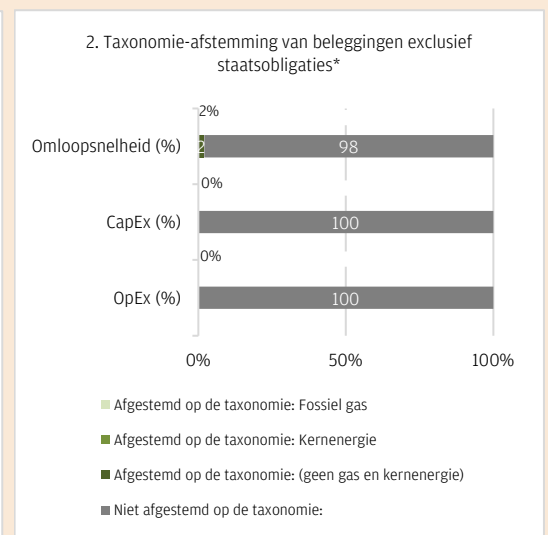 2. Taxonomie-afstemming van beleggingen exclusief
staatsobligaties*
2%
Omloopsnelheid (%) 2 98
0%
CapEx (%) 100
0%
OpEx (%) 100
0% 50% 100%
Afgestemd op de taxonomie: Fossiel gas
Afgestemd op de taxonomie: Kernenergie
Afgestemd op de taxonomie: (geen gas en kernenergie)
Niet afgestemd op de taxonomie: